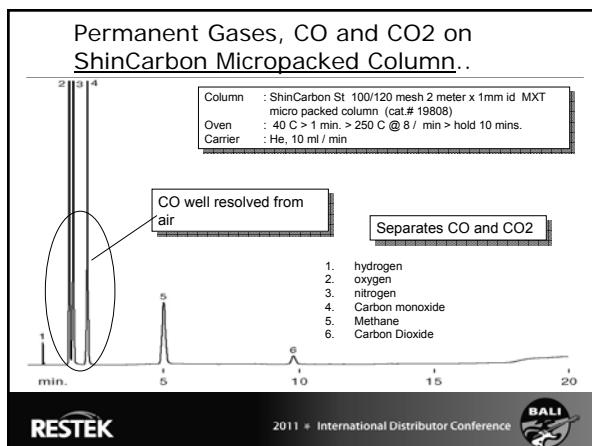 Permanent Gases, CO and CO2 on
ShinCarbon Micropacked Column..
2 3 4
Column : ShinCarbon St 100/120 mesh 2 meter x 1mm id MXT
micro packed column (cat.# 19808)
Oven : 40 C > 1 min. > 250 C @ 8 / min > hold 10 mins.
Carrier : He, 10 ml / min
CO well resolved from
air
Separates CO and CO2
1. hydrogen
2. oxygen
3. nitrogen
4. Carbon monoxide
5. Methane
6. Carbon Dioxide
5
1
6
min. 5 10 15 20
RESTEK
2011 * International Distributor Conference
BALI